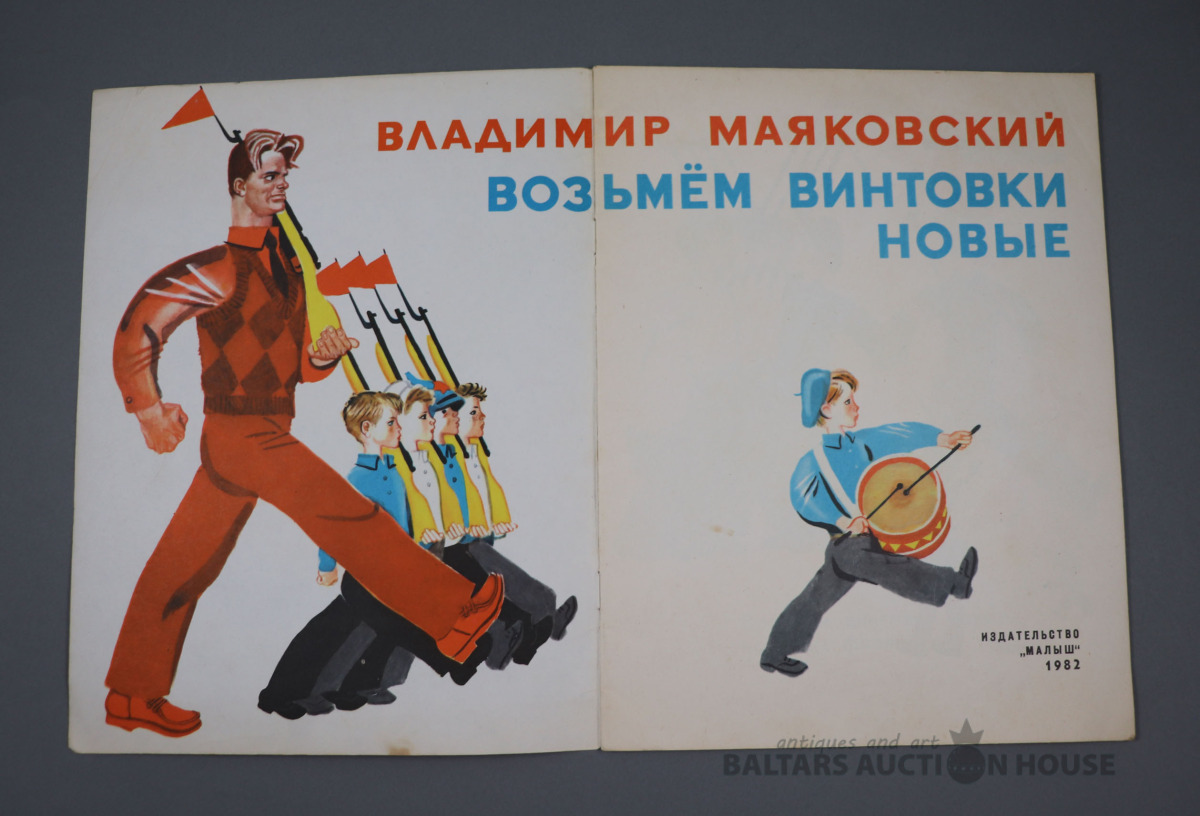 ВЛАДИМИР МАЯКОВСКИЙ
ВОЗЬМЁМ ВИНТОВКИ
НОВЫЕ
ИЗДАТЕЛЬСТВО
„МАЛЫШ“
1982
antiques and art
BALTARS AUCTION HOUSE